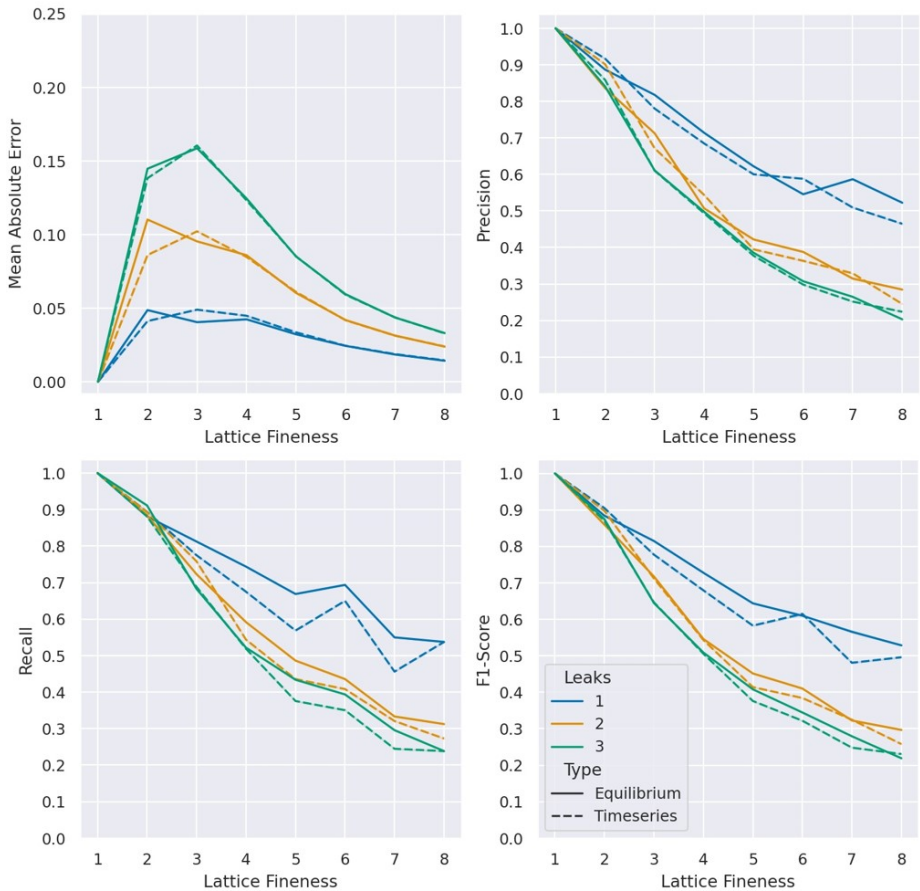 0.25
0.20
0.15
0.10
0.05
0.00
Mean Absolute Error
1 2 3 4 5 6 7 8
Lattice Fineness
1.0
0.9
0.8
0.7
0.6
0.5
0.4
0.3
0.2
0.1
0.0
Precision
1 2 3 4 5 6 7 8
Lattice Fineness
1.0
0.9
0.8
0.7
0.6
0.5
0.4
0.3
0.2
0.1
0.0
Recall
1 2 3 4 5 6 7 8
Lattice Fineness
1.0
0.9
0.8
0.7
0.6
0.5
0.4
0.3
0.2
0.1
0.0
F1-Score
Leaks
1
2
3
Type
Equilibrium
Timeseries
1 2 3 4 5 6 7 8
Lattice Fineness